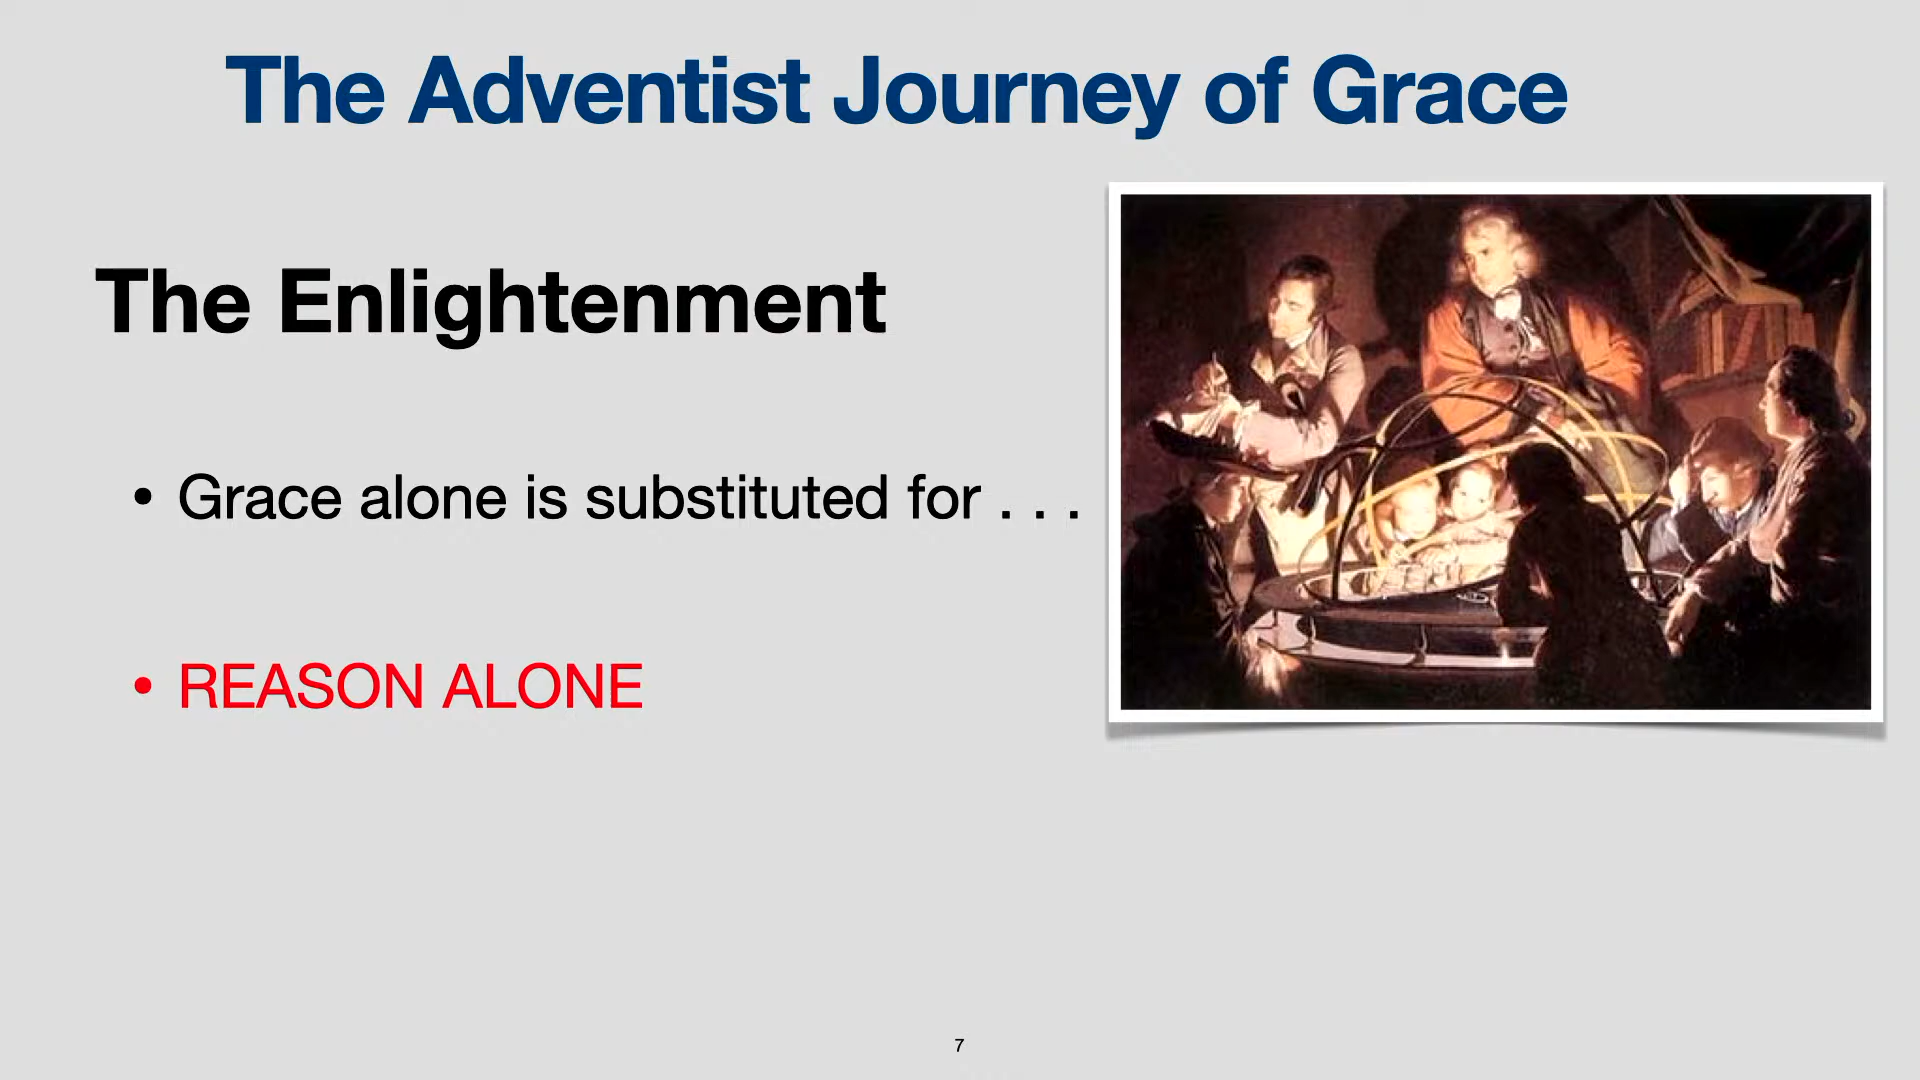 The Adventist Journey of Grace
The Enlightenment
• Grace alone is substituted for . . .
• REASON ALONE
7